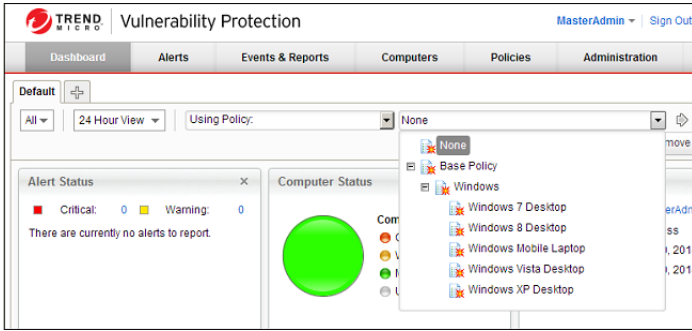 TREND MICRO Vulnerability Protection MasterAdmin Sign Out
Dashboard Alerts Events & Reports Computers Policies Administration
Default
All 24 Hour View Using Policy: None
None
Base Policy
Windows
Windows 7 Desktop
Windows 8 Desktop
Windows Mobile Laptop
Windows Vista Desktop
Windows XP Desktop
Alert Status
Critical: 0 Warning: 0
There are currently no alerts to report.
Computer Status